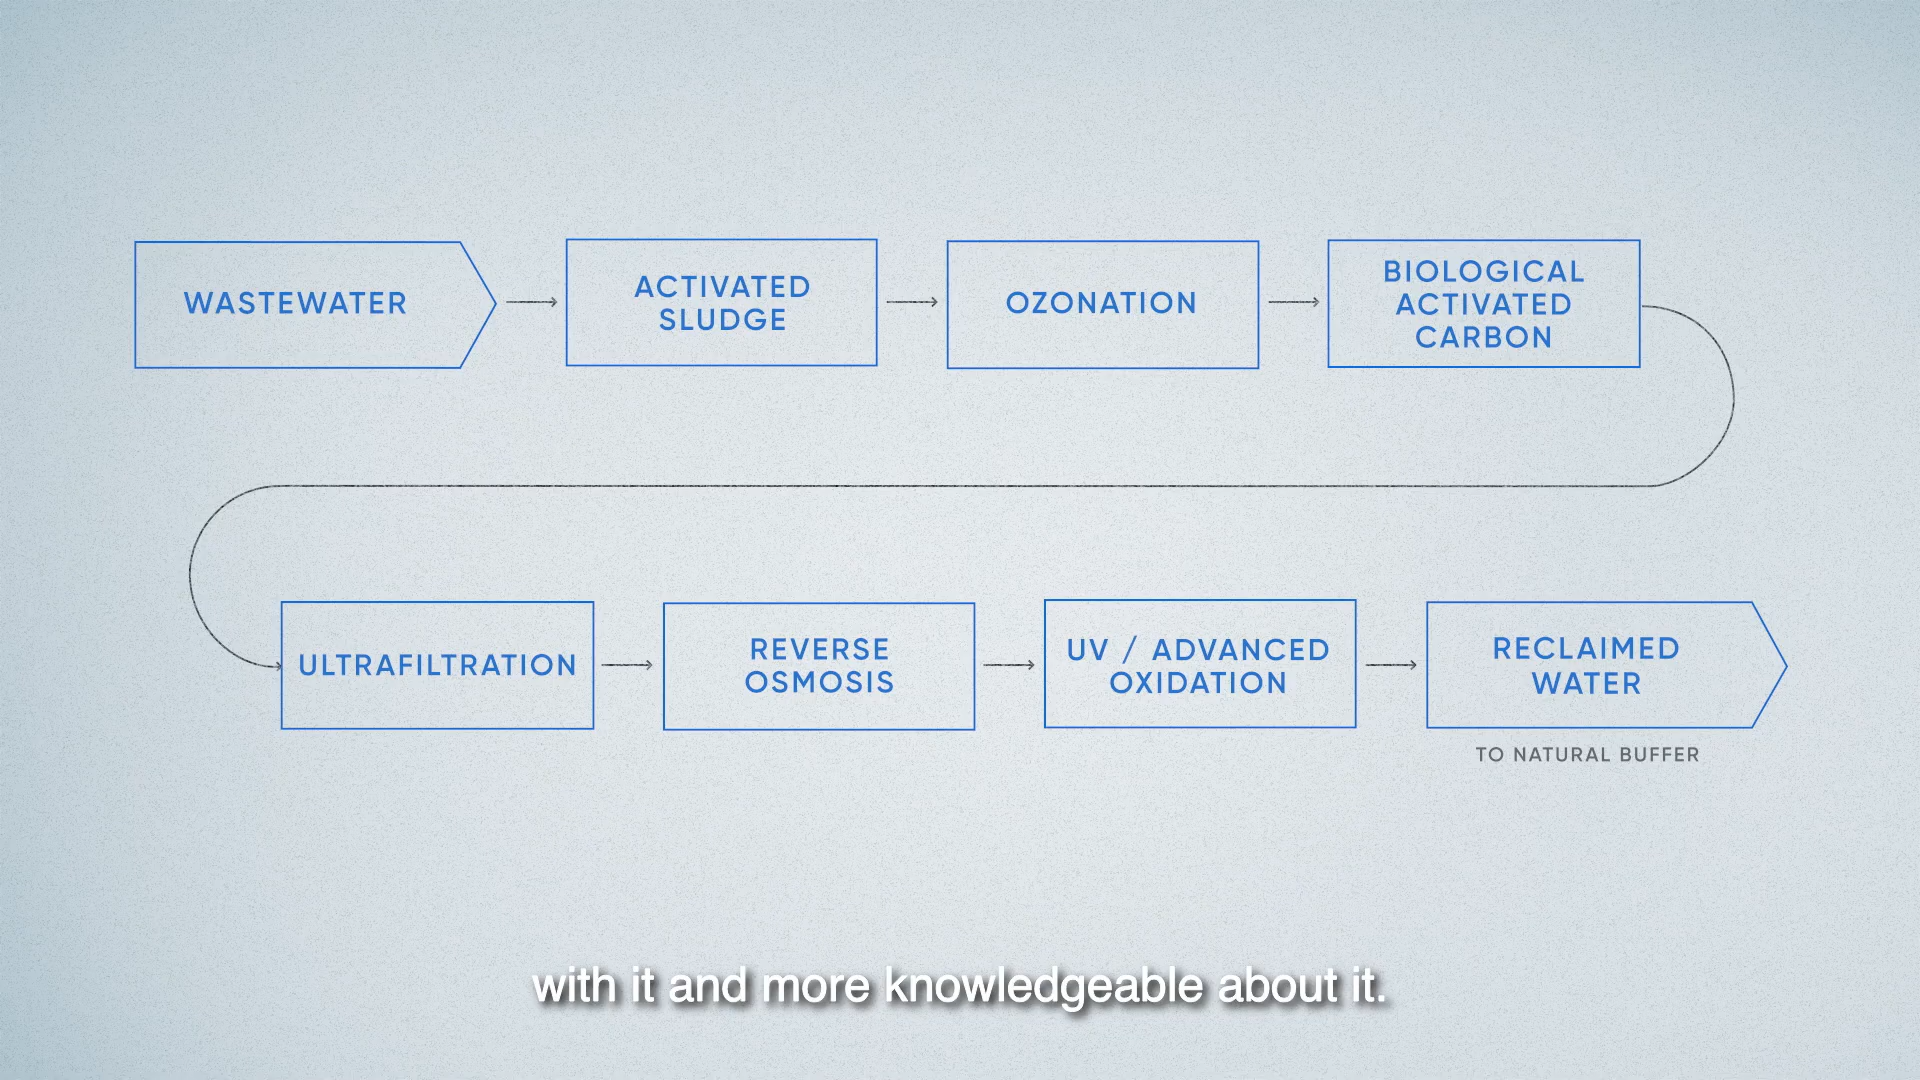 WASTEWATER
ACTIVATED
SLUDGE
OZONATION
BIOLOGICAL
ACTIVATED
CARBON
ULTRAFILTRATION
REVERSE
OSMOSIS
UV / ADVANCED
OXIDATION
RECLAIMED
WATER
TO NATURAL BUFFER
with it and more knowledgeable about it.